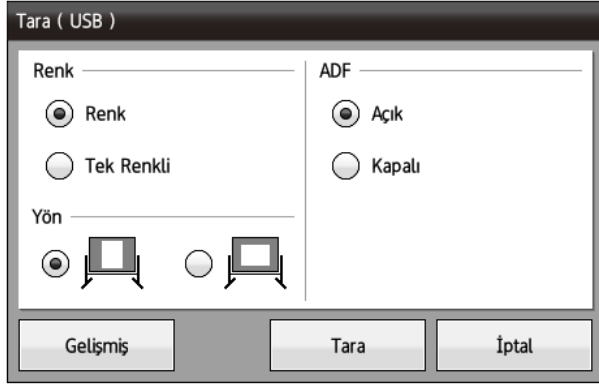 Tara ( USB )
Renk
Renk
Tek Renkli
Yön
ADF
Açık
Kapalı
Gelişmiş
Tara
İptal